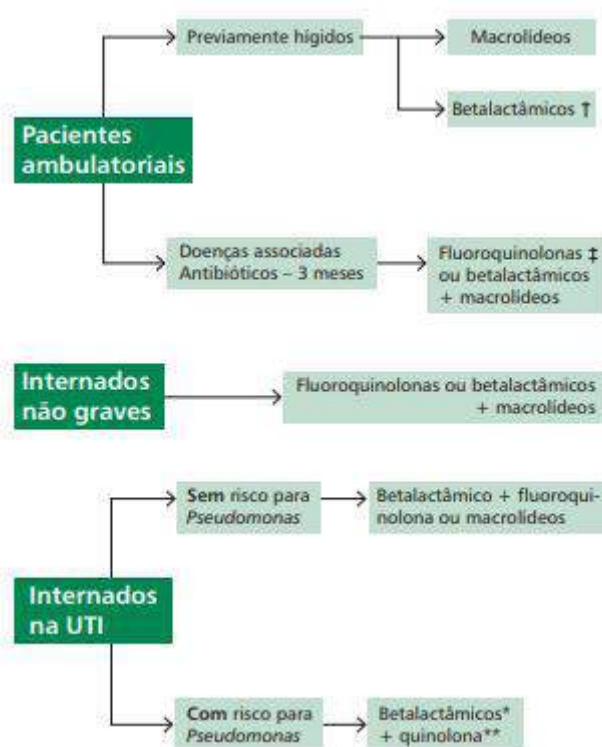 Previamente hígidos
Macrolídeos
Betalactâmicos †
Pacientes
ambulatoriais
Doenças associadas
Antibióticos – 3 meses
Fluoroquinolonas ‡
ou betalactâmicos
+ macrolídeos
Internados
não graves
Fluoroquinolonas ou betalactâmicos
+ macrolídeos
Sem risco para
Pseudomonas
Betalactâmico + fluoroqui-
nolona ou macrolídeos
Internados
na UTI
Com risco para
Pseudomonas
Betalactâmicos*
+ quinolona**